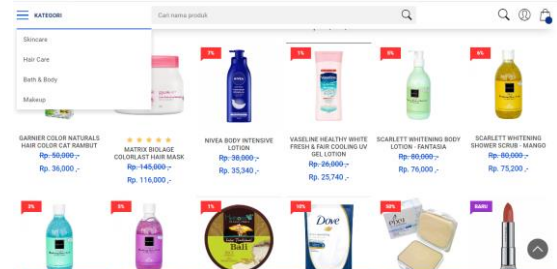 KATEGORI
Cari nama produk
Skincare
Hair Care
Bath & Body
Makeup
7%
1%
5%
6%
NIVEA
Vaseline
GARNIER COLOR NATURALS
HAIR COLOR CAT RAMBUT
Rp. 50,000 ,-
Rp. 36,000 ,-
MATRIX BIOLAGE
COLORLAST HAIR MASK
Rp. 145,000 ,-
Rp. 116,000 ,-
NIVEA BODY INTENSIVE
LOTION
Rp. 38,000 ,-
Rp. 35,340 ,-
VASELINE HEALTHY WHITE
FRESH & FAIR COOLING UV
GEL LOTION
Rp. 26,000 ,-
Rp. 25,740 ,-
SCARLETT WHITENING BODY
LOTION - FANTASIA
Rp. 80,000 ,-
Rp. 76,000 ,-
SCARLETT WHITENING
SHOWER SCRUB - MANGO
Rp. 80,000 ,-
Rp. 75,200 ,-
5%
BARU
Bali
Dove